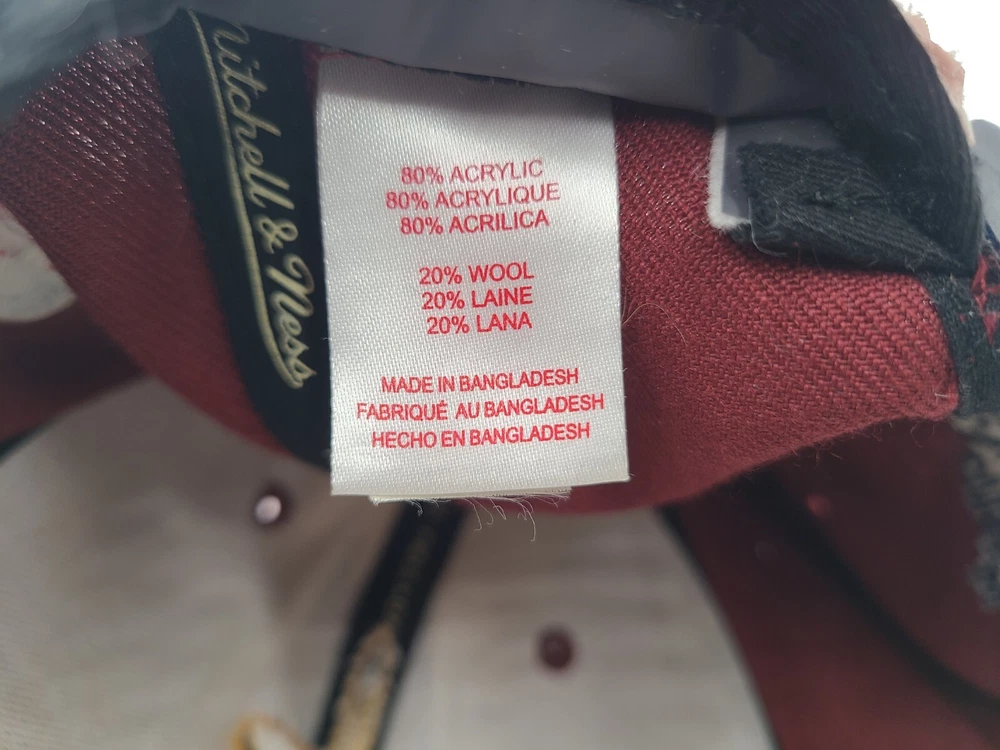 Mitchell & Ness
80% ACRYLIC
80% ACRYLIQUE
80% ACRILICA
20% WOOL
20% LAINE
20% LANA
MADE IN BANGLADESH
FABRIQUÉ AU BANGLADESH
HECHO EN BANGLADESH